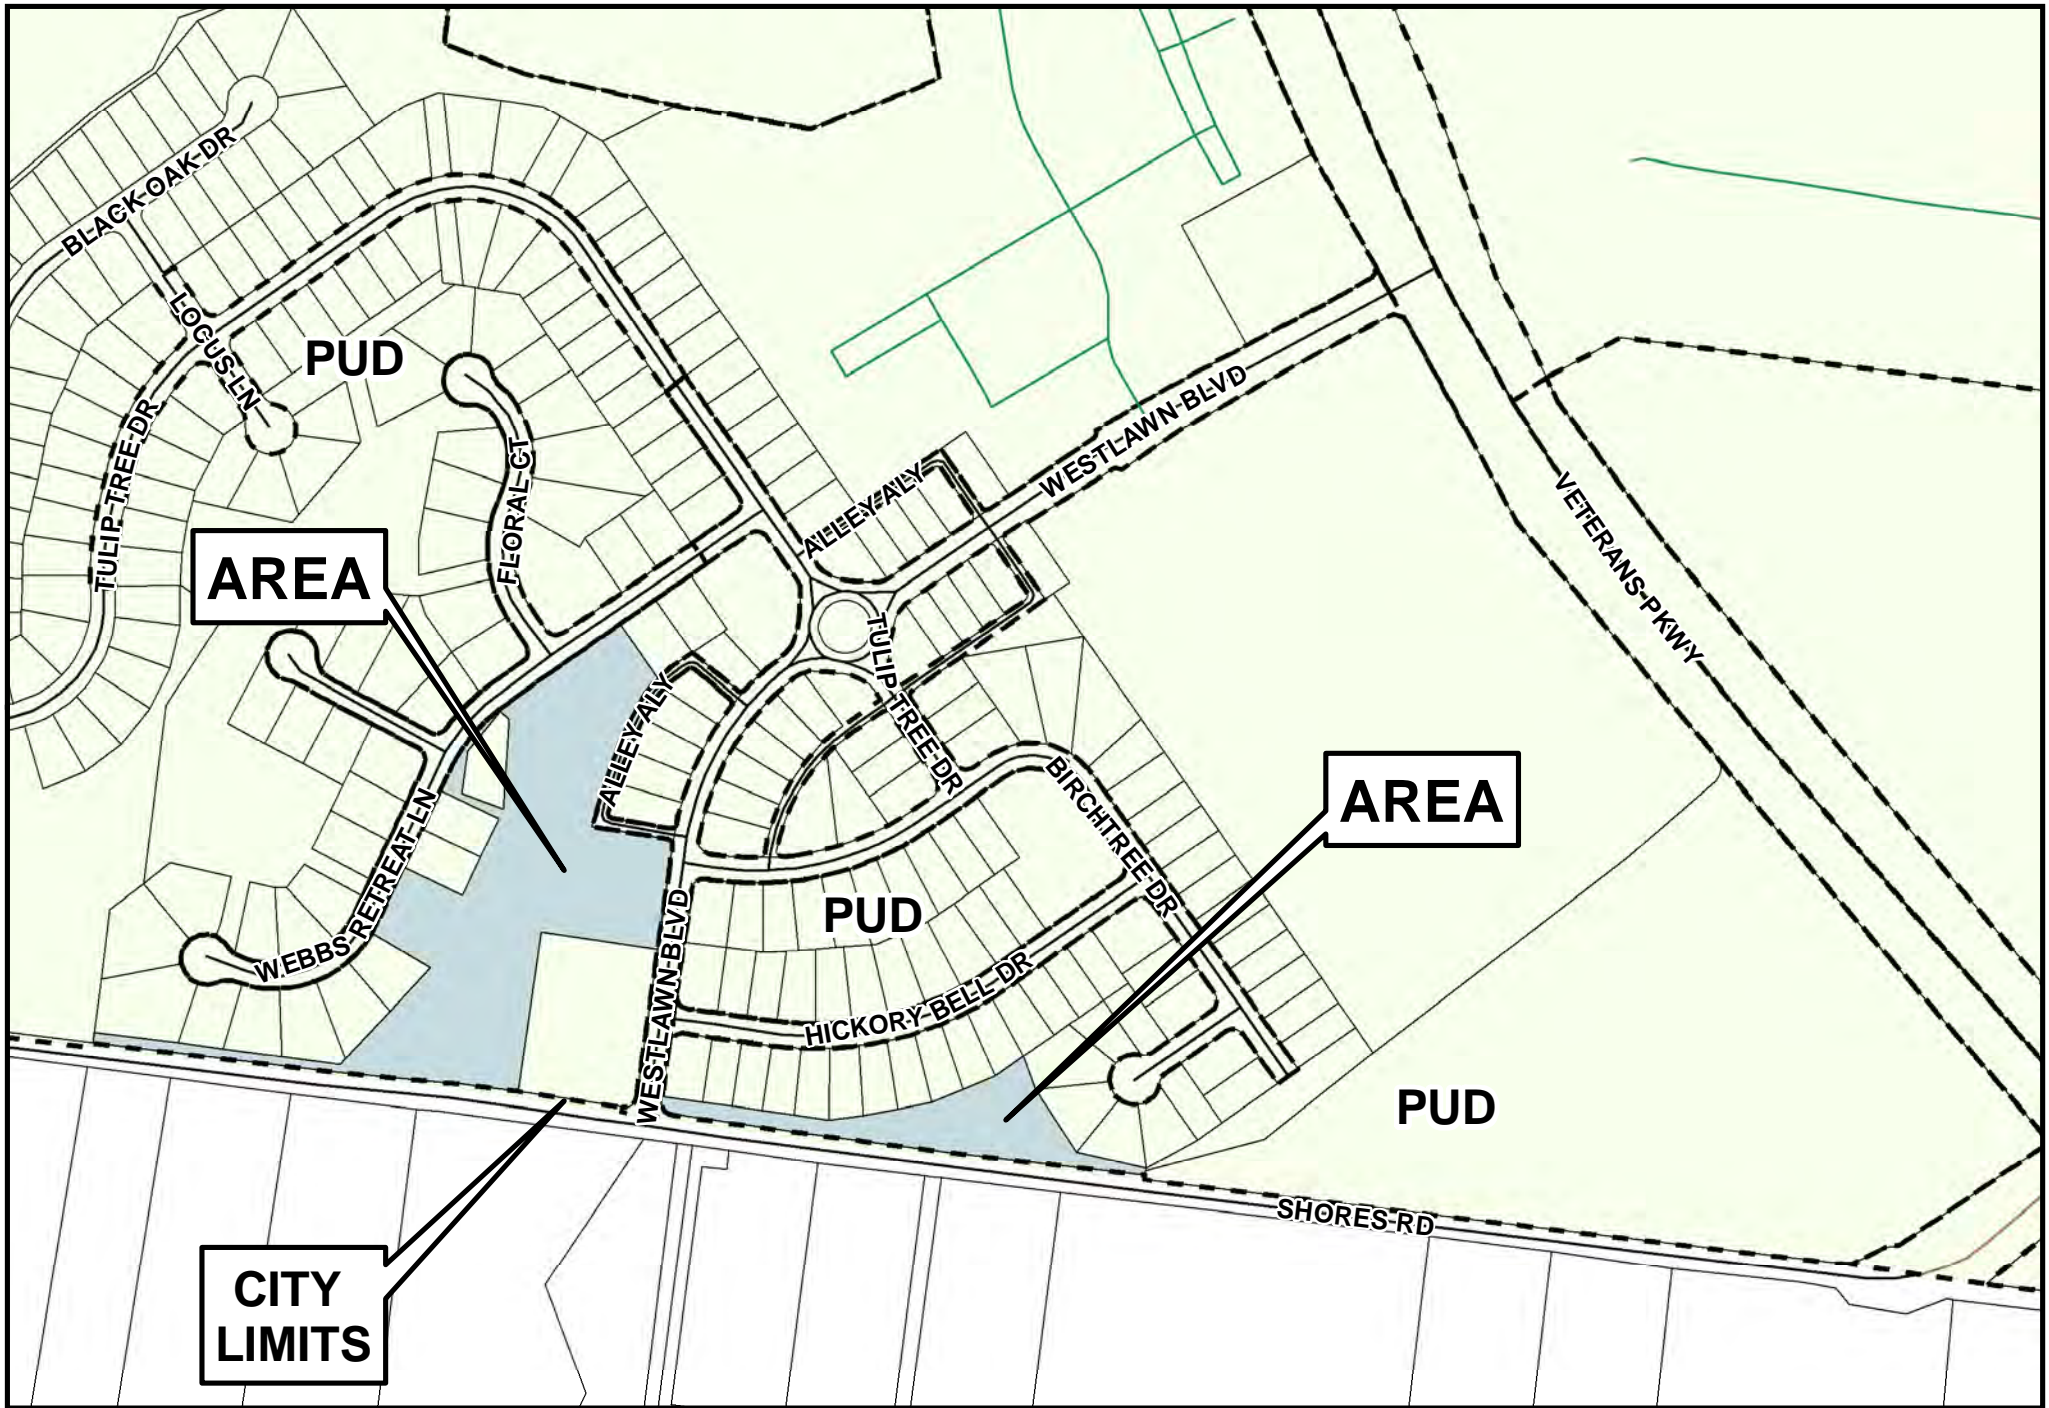 BLACK OAK DR
LOCUS LN
PUD
TULIP TREE DR
FLORAL CT
WESTLAWN BLVD
ALLEY ALY
VETERANS PKWY
AREA
TULIP TREE DR
ALLEY ALY
BIRCHTREE DR
AREA
WEBBS RETREAT LN
PUD
WESTLAWN BLVD
HICKORY BELL DR
PUD
SHORES RD
CITY
LIMITS